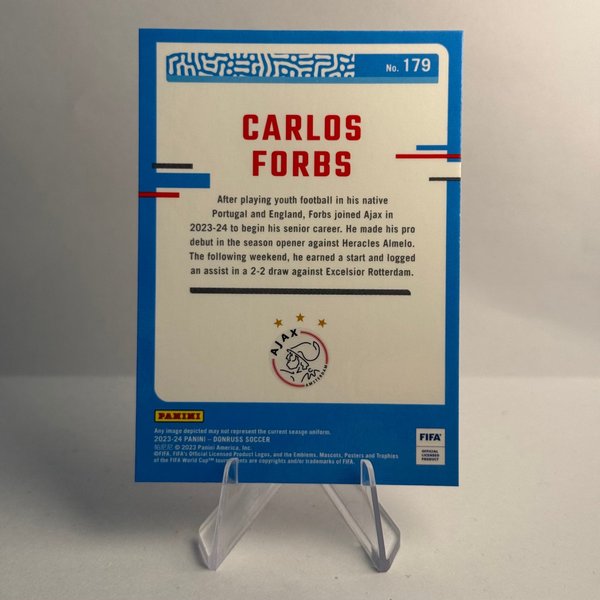 No. 179
CARLOS
FORBS
After playing youth football in his native
Portugal and England, Forbs joined Ajax in
2023-24 to begin his senior career. He made his pro
debut in the season opener against Heracles Almelo.
The following weekend, he earned a start and logged
an assist in a 2-2 draw against Excelsior Rotterdam.
AJAX
AMSTERDAM
PANINI
Any image depicted may not represent the current season uniform.
2023-24 PANINI – DONRUSS SOCCER
© 2023 Panini America, Inc.
©FIFA, FIFA's Official Licensed Product Logos, and the Emblems, Mascots, Posters and Trophies
of the FIFA World Cup™ tournaments are copyrights and/or trademarks of FIFA.
FIFA®
OFFICIAL
LICENSED
PRODUCT